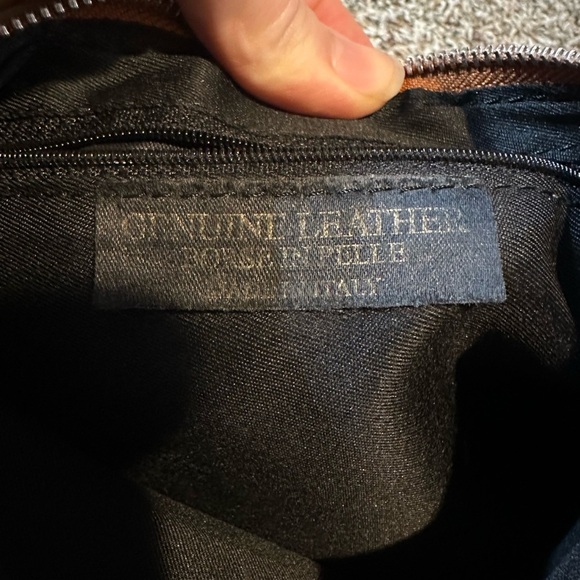 GENUINE LEATHER
BORSE IN PELLE
MADE IN ITALY